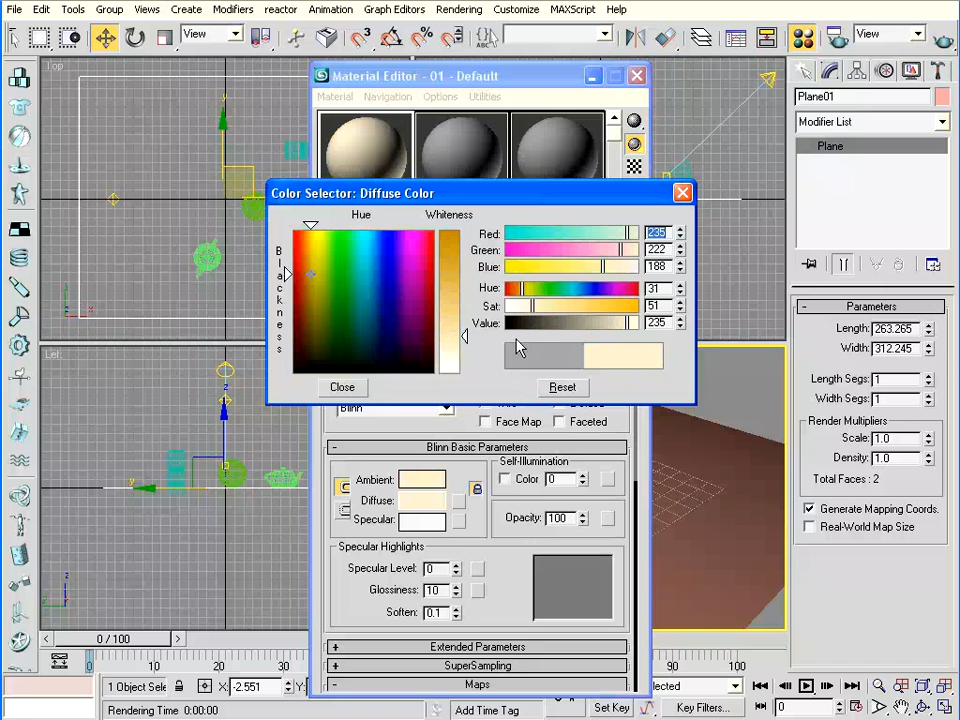 File Edit Tools Group Views Create Modifiers reactor Animation Graph Editors Rendering Customize MAXScript Help
View
View
Top
Material Editor - 01 - Default
Material Navigation Options Utilities
Plane01
Modifier List
Plane
Color Selector: Diffuse Color
Hue Whiteness
Blackness
Red: 235
Green: 222
Blue: 188
Hue: 31
Sat: 51
Value: 235
Close Reset
Left
Blinn
Face Map Faceted
Blinn Basic Parameters
Ambient:
Diffuse:
Specular:
Self-Illumination
Color 0
Opacity: 100
Specular Highlights
Specular Level: 0
Glossiness: 10
Soften: 0.1
Extended Parameters
SuperSampling
Maps
Parameters
Length: 263.265
Width: 312.245
Length Segs: 1
Width Segs: 1
Render Multipliers
Scale: 1.0
Density: 1.0
Total Faces : 2
Generate Mapping Coords.
Real-World Map Size
0 / 100
0 10 20 30 90 100
1 Object Sele X: -2.551 Y:
elected
Rendering Time 0:00:00
Add Time Tag
Set Key
Key Filters...
0